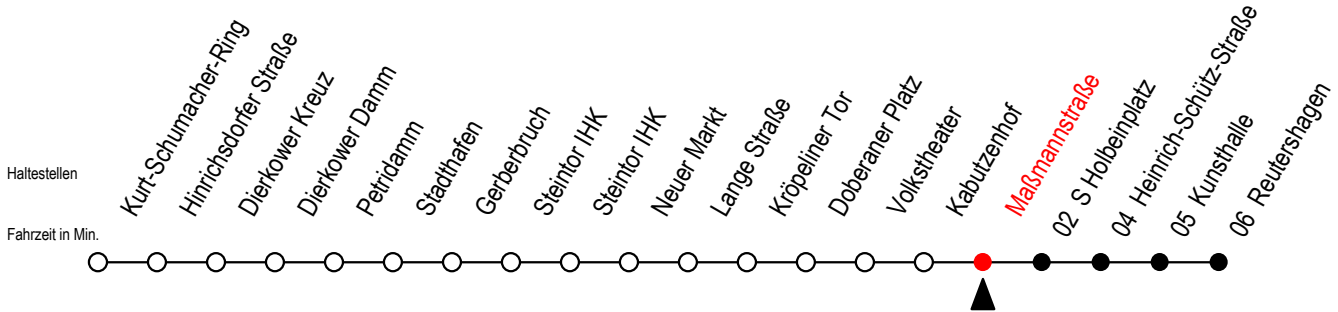 Haltestellen
Fahrzeit in Min.
Kurt-Schumacher-Ring
Hinrichsdorfer Straße
Dierkower Kreuz
Dierkower Damm
Petridamm
Stadthafen
Gerberbruch
Steintor IHK
Steintor IHK
Neuer Markt
Lange Straße
Kröpeliner Tor
Doberaner Platz
Volkstheater
Kabutzenhof
Maßmannstraße
02 S Holbeinplatz
04 Heinrich-Schütz-Straße
05 Kunsthalle
06 Reutershagen